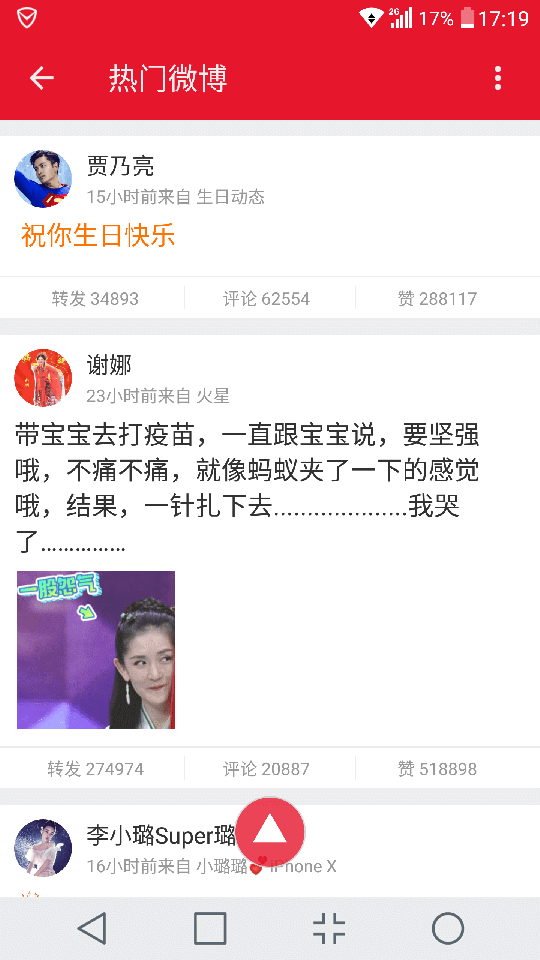 2G 17% 17:19
热门微博
贾乃亮
15小时前来自 生日动态
祝你生日快乐
转发 34893 评论 62554 赞 288117
谢娜
23小时前来自 火星
带宝宝去打疫苗，一直跟宝宝说，要坚强
哦，不痛不痛，就像蚂蚁夹了一下的感觉
哦，结果，一针扎下去....................我哭
了...............
一股怨气
转发 274974 评论 20887 赞 518898
李小璐Super璐
16小时前来自 小璐璐💕iPhone X